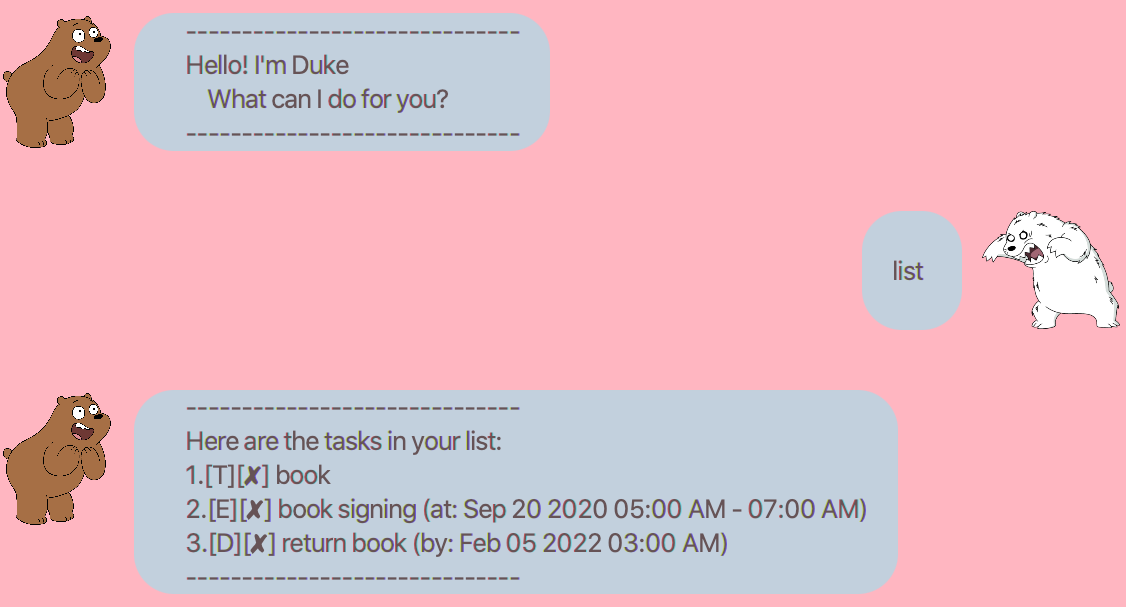 ------------------------------
Hello! I'm Duke
What can I do for you?
------------------------------
list
------------------------------
Here are the tasks in your list:
1.[T][✘] book
2.[E][✘] book signing (at: Sep 20 2020 05:00 AM - 07:00 AM)
3.[D][✘] return book (by: Feb 05 2022 03:00 AM)
------------------------------